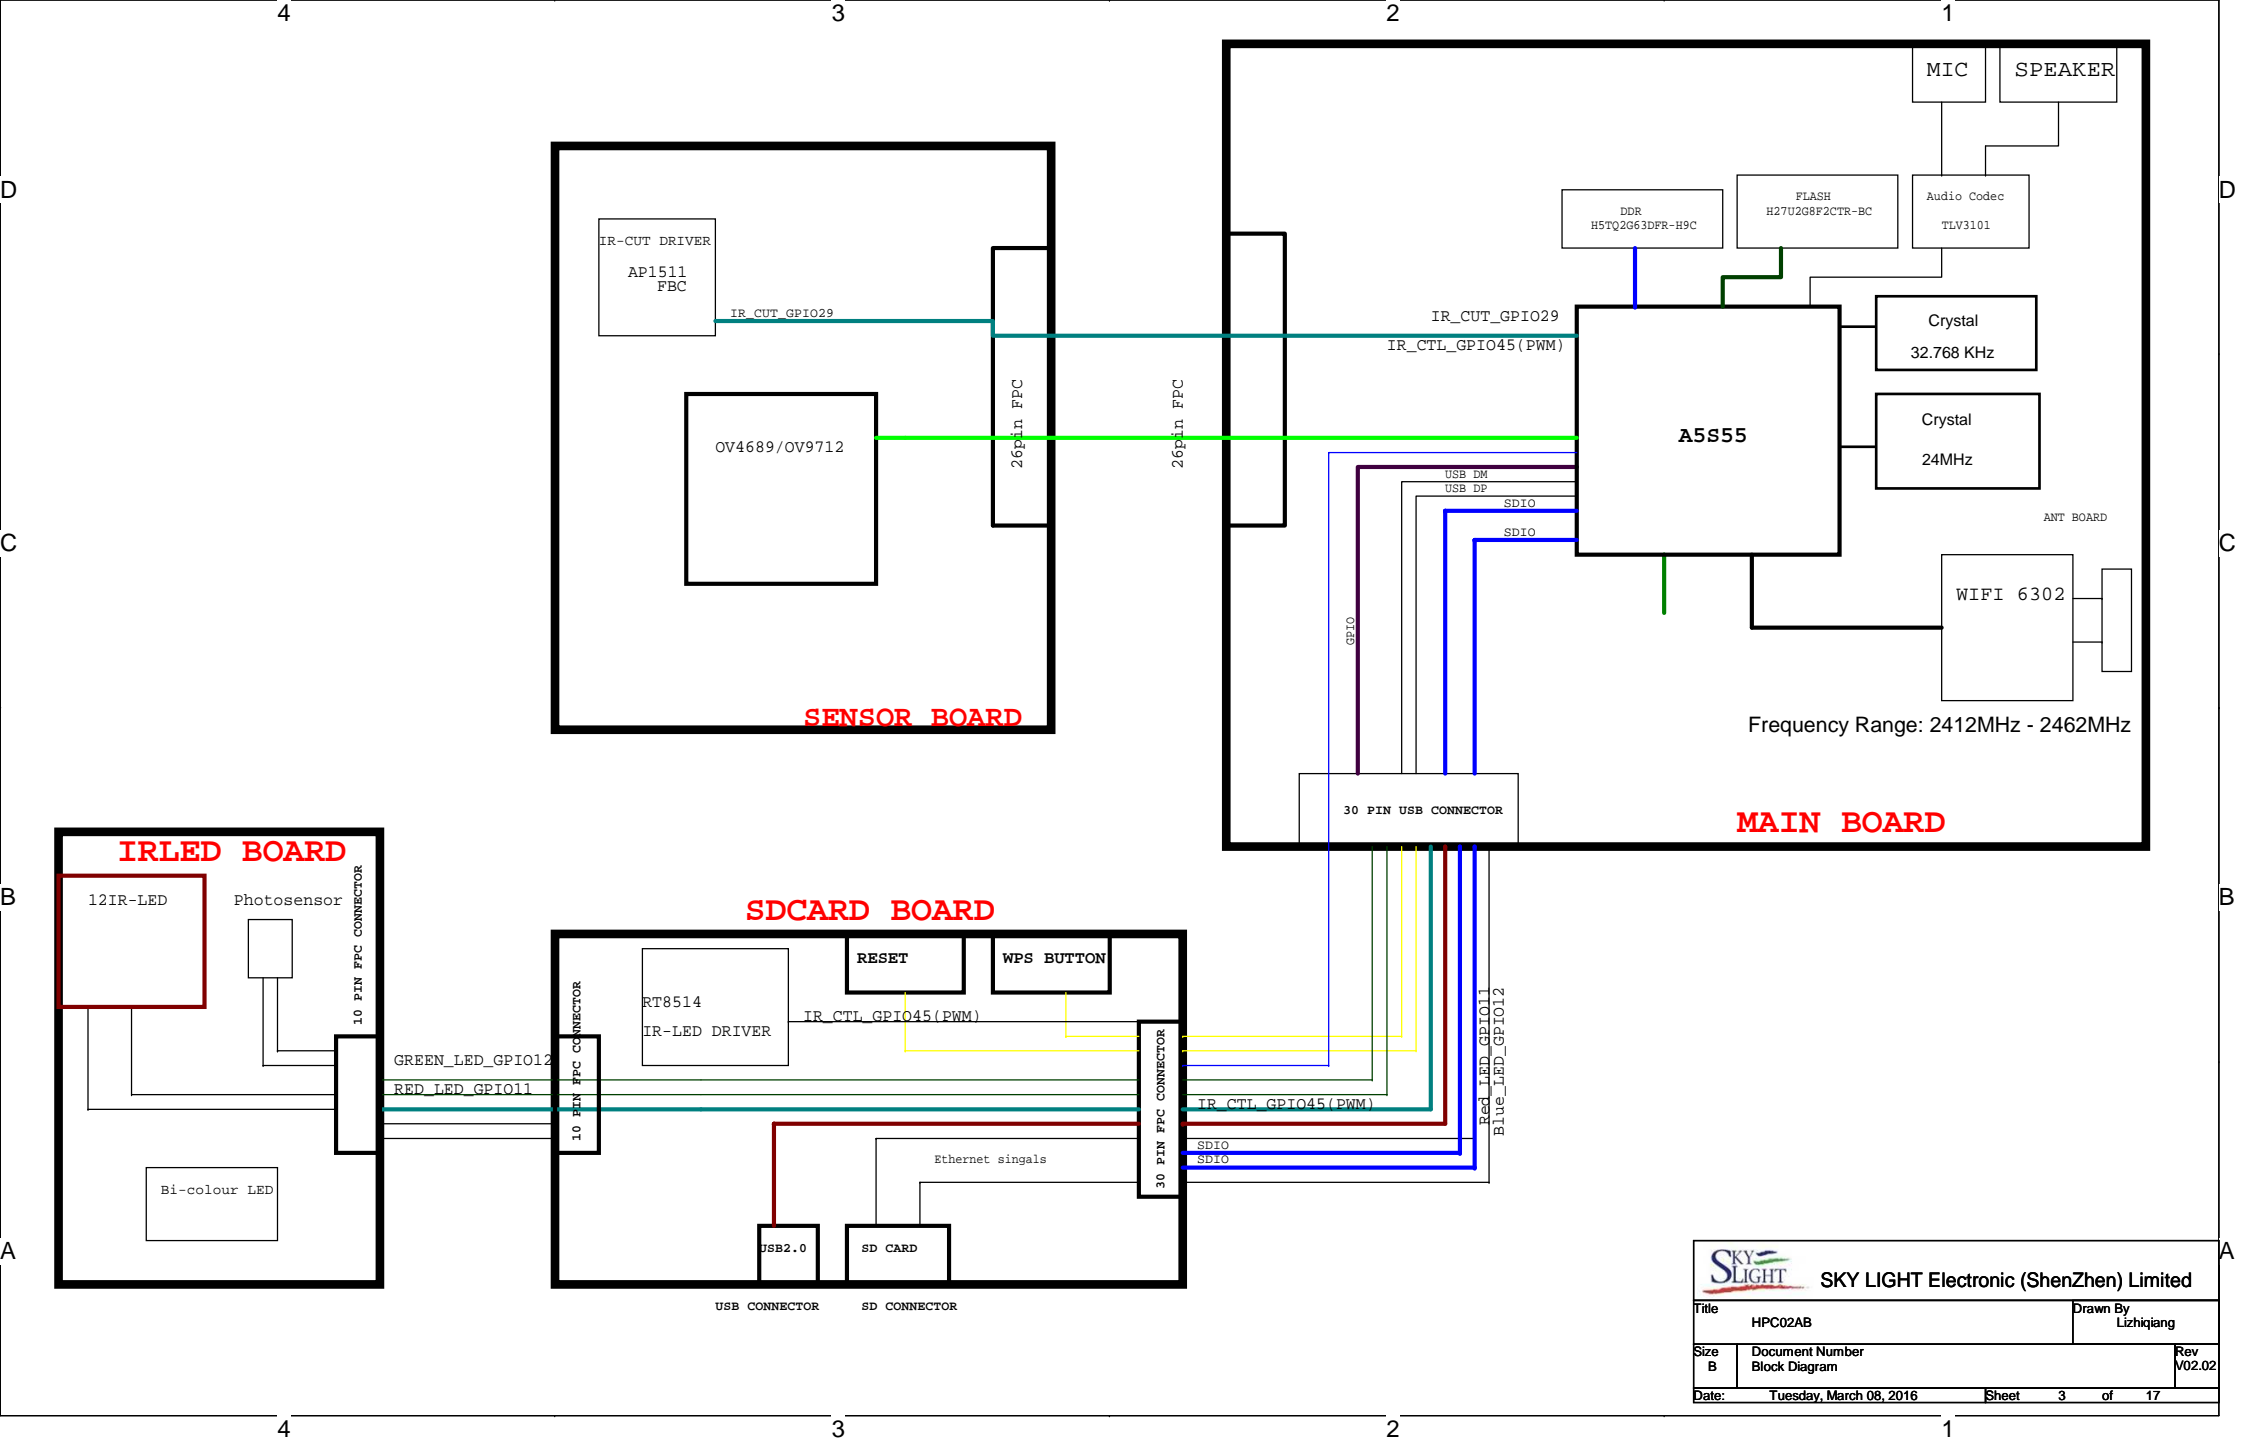 4
3
2
1
MIC
SPEAKER
D
D
IR-CUT DRIVER
AP1511
FBC
IR_CUT_GPIO29
DDR
H5TQ2G63DFR-H9C
FLASH
H27U2G8F2CTR-BC
Audio Codec
TLV3101
IR_CUT_GPIO29
IR_CTL_GPIO45(PWM)
Crystal
32.768 KHz
Crystal
24MHz
26pin FPC
26pin FPC
OV4689/OV9712
A5S55
USB DM
USB DP
SDIO
SDIO
ANT BOARD
C
C
WIFI 6302
GPIO
SENSOR BOARD
Frequency Range: 2412MHz - 2462MHz
30 PIN USB CONNECTOR
MAIN BOARD
IRLED BOARD
B
B
12IR-LED
Photosensor
10 PIN FPC CONNECTOR
SDCARD BOARD
RESET
WPS BUTTON
RT8514
IR-LED DRIVER
IR_CTL_GPIO45(PWM)
10 PIN FPC CONNECTOR
30 PIN FPC CONNECTOR
Red_LED_GPIO11
Blue_LED_GPIO12
GREEN_LED_GPIO12
RED_LED_GPIO11
IR_CTL_GPIO45(PWM)
SDIO
SDIO
Ethernet singals
Bi-colour LED
A
A
USB2.0
SD CARD
USB CONNECTOR
SD CONNECTOR
SKY LIGHT
SKY LIGHT Electronic (ShenZhen) Limited
Title
HPC02AB
Drawn By
Lizhiqiang
Size
B
Document Number
Block Diagram
Rev
V02.02
Date:
Tuesday, March 08, 2016
Sheet 3 of 17
4
3
2
1